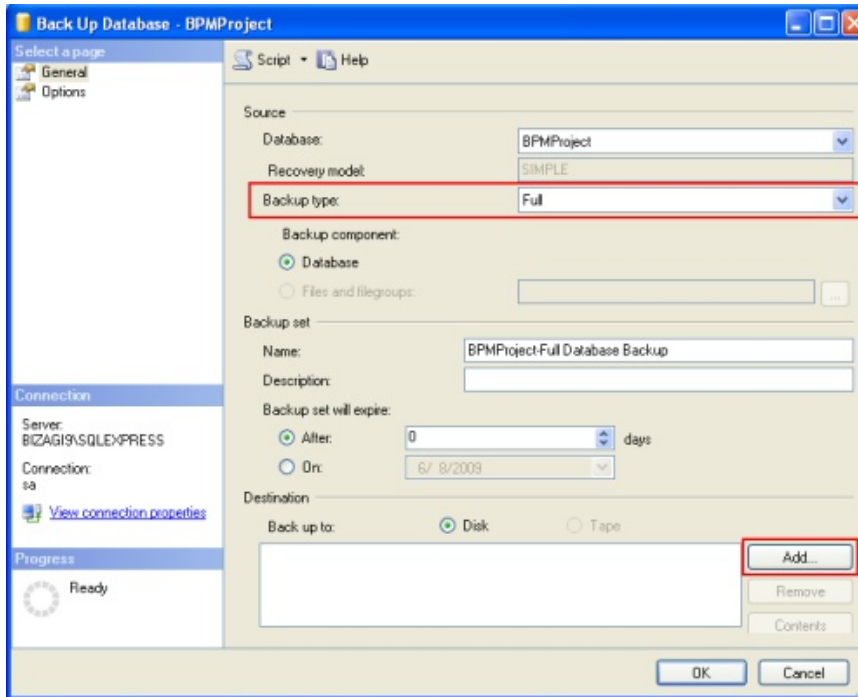 Back Up Database - BPMProject
Select a page
General
Options
Script Help
Source
Database: BPMProject
Recovery model: SIMPLE
Backup type: Full
Backup component:
Database
Files and filegroups: ...
Backup set
Name: BPMProject-Full Database Backup
Description:
Backup set will expire:
After: 0 days
On: 6/ 8/2009
Destination
Back up to: Disk Tape
Add...
Remove
Contents
Connection
Server:
BIZAGI9\SQLEXPRESS
Connection:
sa
View connection properties
Progress
Ready
OK Cancel